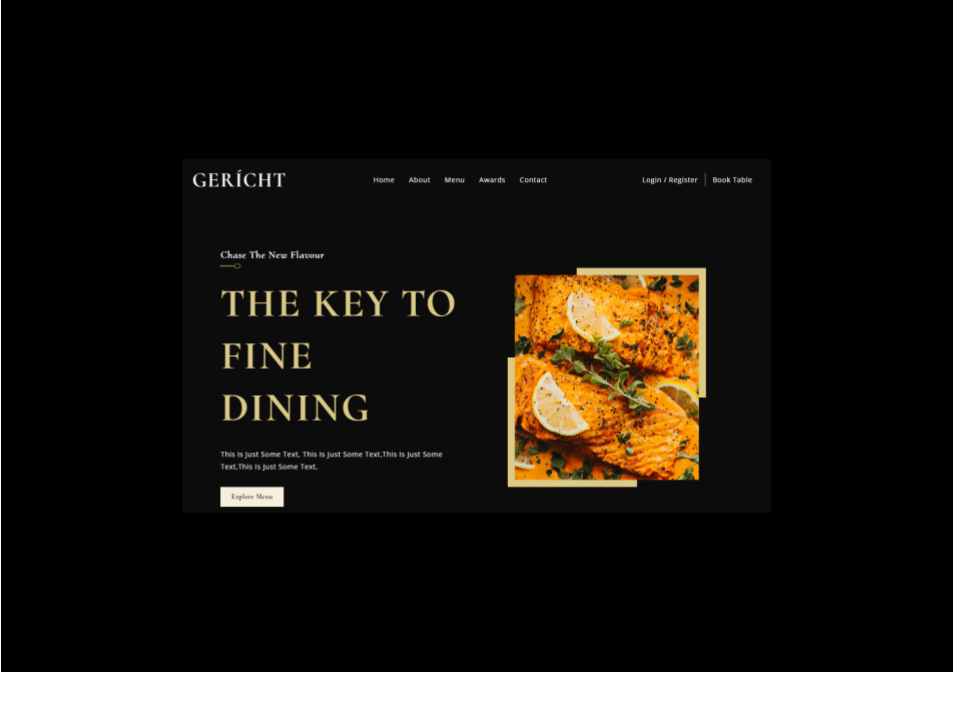 GERÍCHT
Home About Menu Awards Contact
Login / Register Book Table
Chase The New Flavour
THE KEY TO
FINE
DINING
This Is Just Some Text, This Is Just Some Text,This Is Just Some
Text,This Is Just Some Text,
Explore Menu